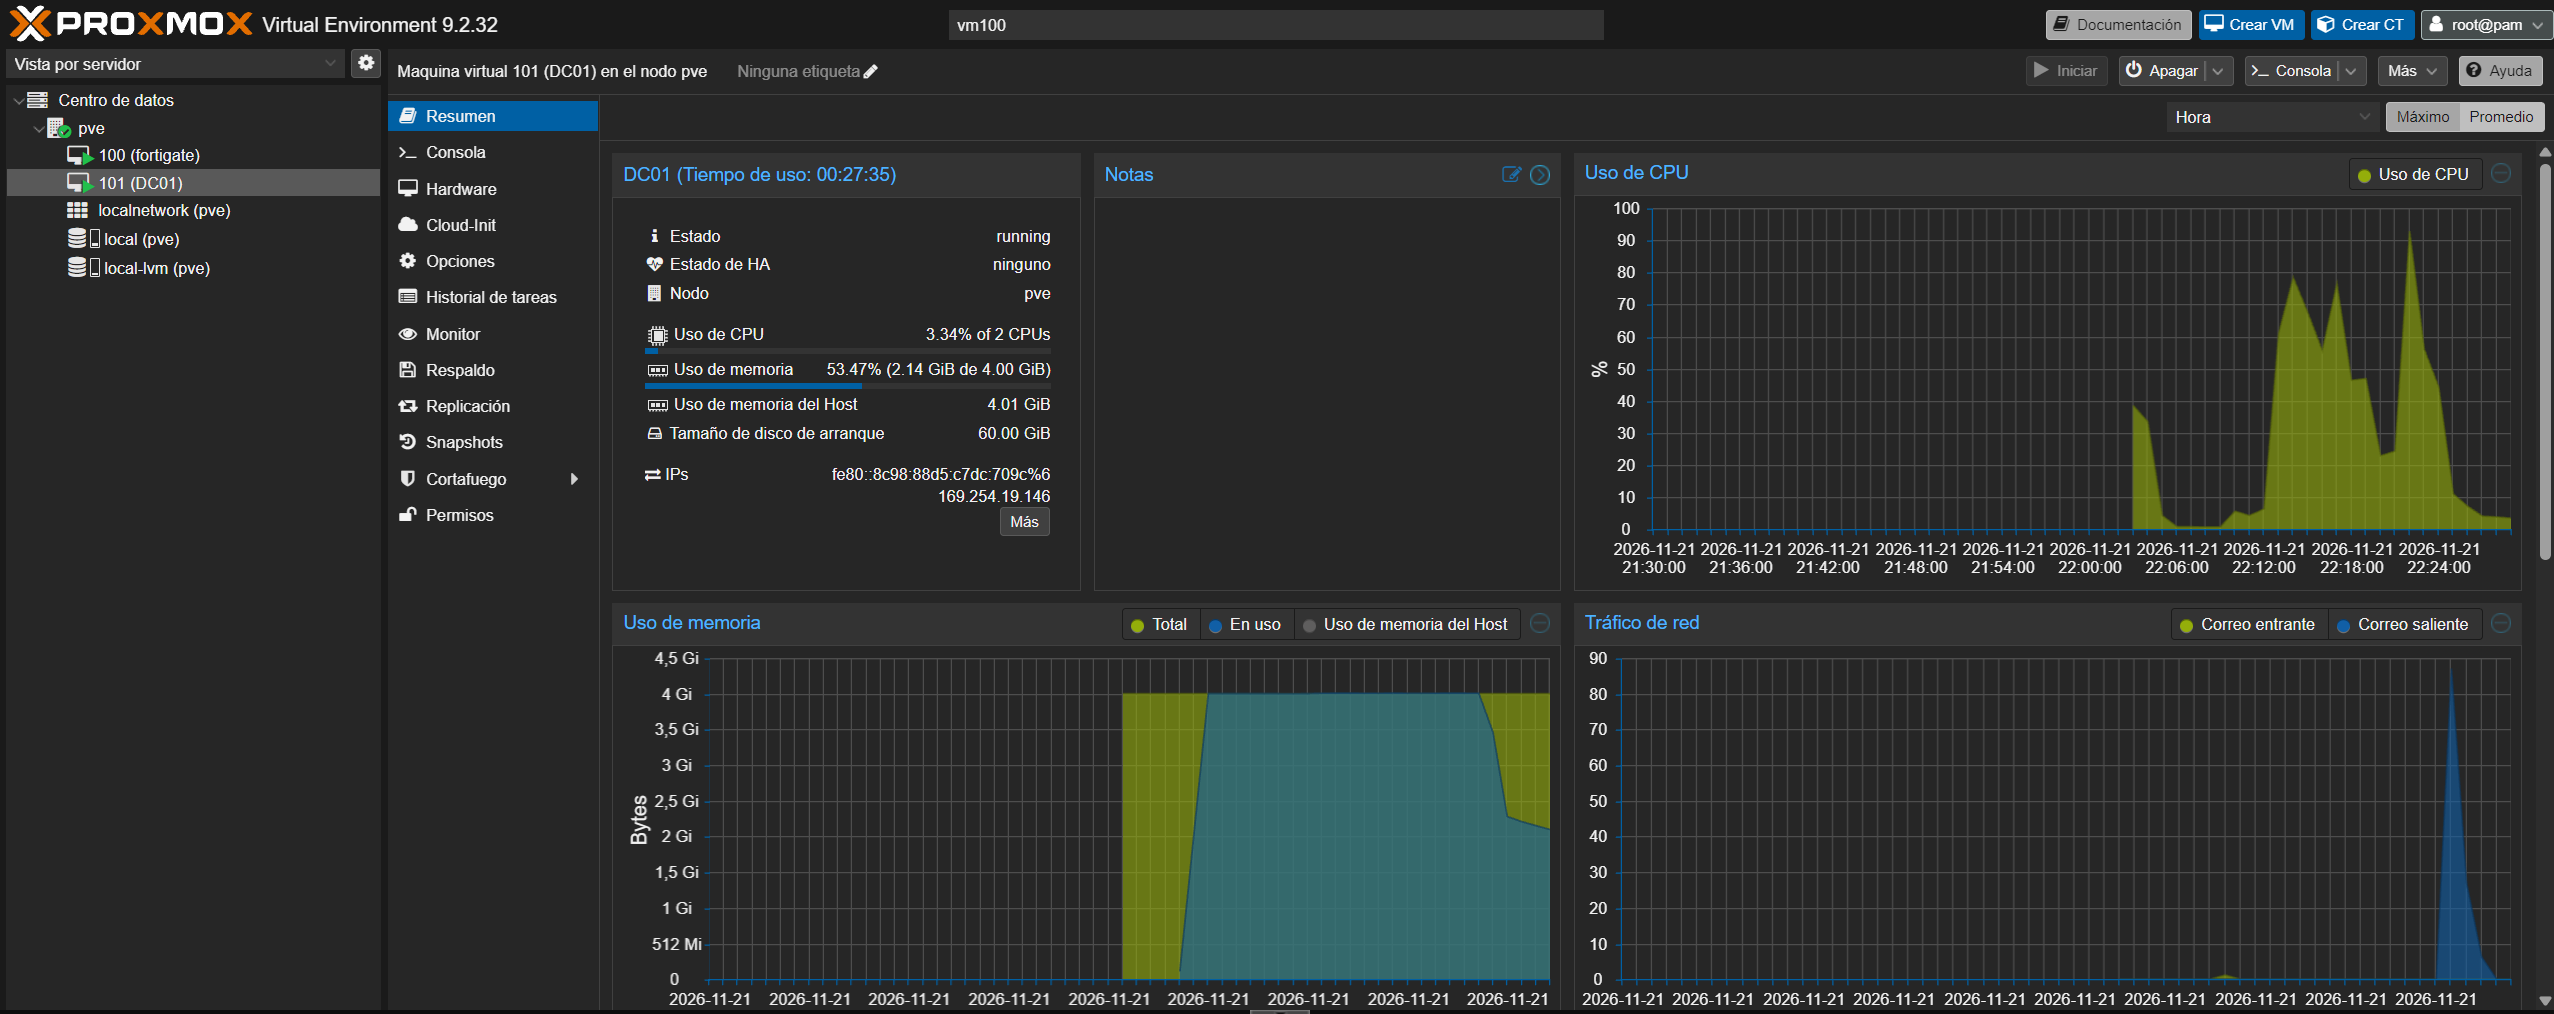 PROXMOX Virtual Environment 9.2.32
vm100
Documentación
Crear VM
Crear CT
root@pam
Vista por servidor
Centro de datos
pve
100 (fortigate)
101 (DC01)
localnetwork (pve)
local (pve)
local-lvm (pve)
Maquina virtual 101 (DC01) en el nodo pve
Ninguna etiqueta
Iniciar
Apagar
Consola
Más
Ayuda
Resumen
Consola
Hardware
Cloud-Init
Opciones
Historial de tareas
Monitor
Respaldo
Replicación
Snapshots
Cortafuego
Permisos
Hora
Máximo
Promedio
DC01 (Tiempo de uso: 00:27:35)
Estado running
Estado de HA ninguno
Nodo pve
Uso de CPU 3.34% of 2 CPUs
Uso de memoria 53.47% (2.14 GiB de 4.00 GiB)
Uso de memoria del Host 4.01 GiB
Tamaño de disco de arranque 60.00 GiB
IPs fe80::8c98:88d5:c7dc:709c%6
169.254.19.146
Más
Notas
Uso de CPU
Uso de CPU
100
90
80
70
60
50
40
30
20
10
0
%
2026-11-21 2026-11-21 2026-11-21 2026-11-21 2026-11-21 2026-11-21 2026-11-21 2026-11-21 2026-11-21 2026-11-21
21:30:00 21:36:00 21:42:00 21:48:00 21:54:00 22:00:00 22:06:00 22:12:00 22:18:00 22:24:00
Uso de memoria
Total
En uso
Uso de memoria del Host
4,5 Gi
4 Gi
3,5 Gi
3 Gi
2,5 Gi
2 Gi
1,5 Gi
1 Gi
512 Mi
0
Bytes
2026-11-21 2026-11-21 2026-11-21 2026-11-21 2026-11-21 2026-11-21 2026-11-21 2026-11-21 2026-11-21
Tráfico de red
Correo entrante
Correo saliente
90
80
70
60
50
40
30
20
10
0
2026-11-21 2026-11-21 2026-11-21 2026-11-21 2026-11-21 2026-11-21 2026-11-21 2026-11-21 2026-11-21 2026-11-21